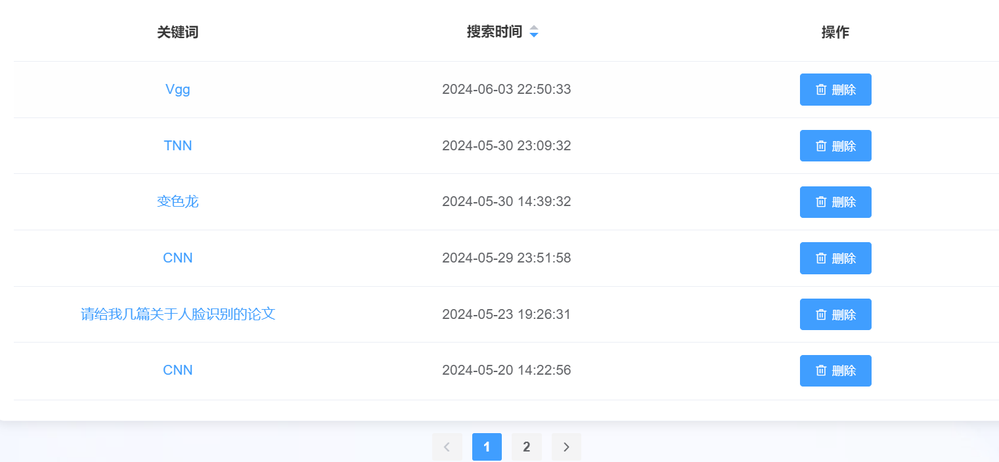 关键词 搜索时间 操作
Vgg 2024-06-03 22:50:33 删除
TNN 2024-05-30 23:09:32 删除
变色龙 2024-05-30 14:39:32 删除
CNN 2024-05-29 23:51:58 删除
请给我几篇关于人脸识别的论文 2024-05-23 19:26:31 删除
CNN 2024-05-20 14:22:56 删除
1 2